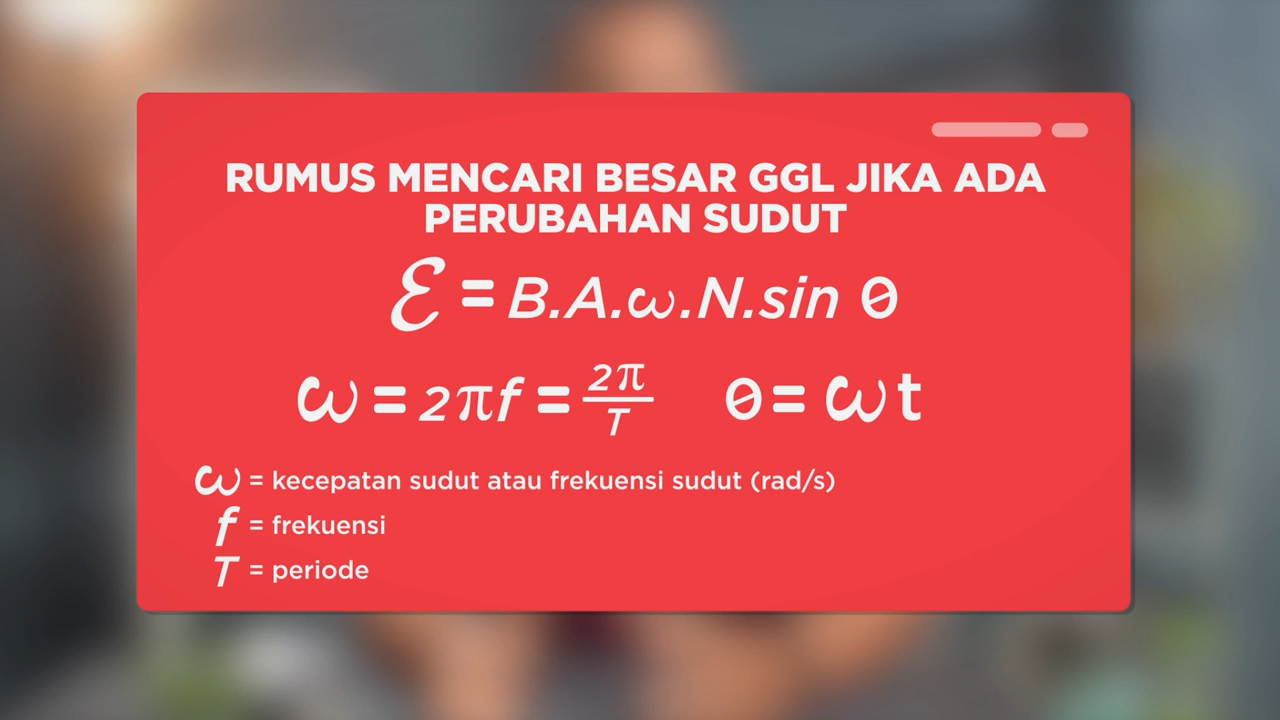 RUMUS MENCARI BESAR GGL JIKA ADA
PERUBAHAN SUDUT
ℰ = B.A.ω.N.sin θ
ω = 2πf = 2π/T θ = ωt
ω = kecepatan sudut atau frekuensi sudut (rad/s)
f = frekuensi
T = periode